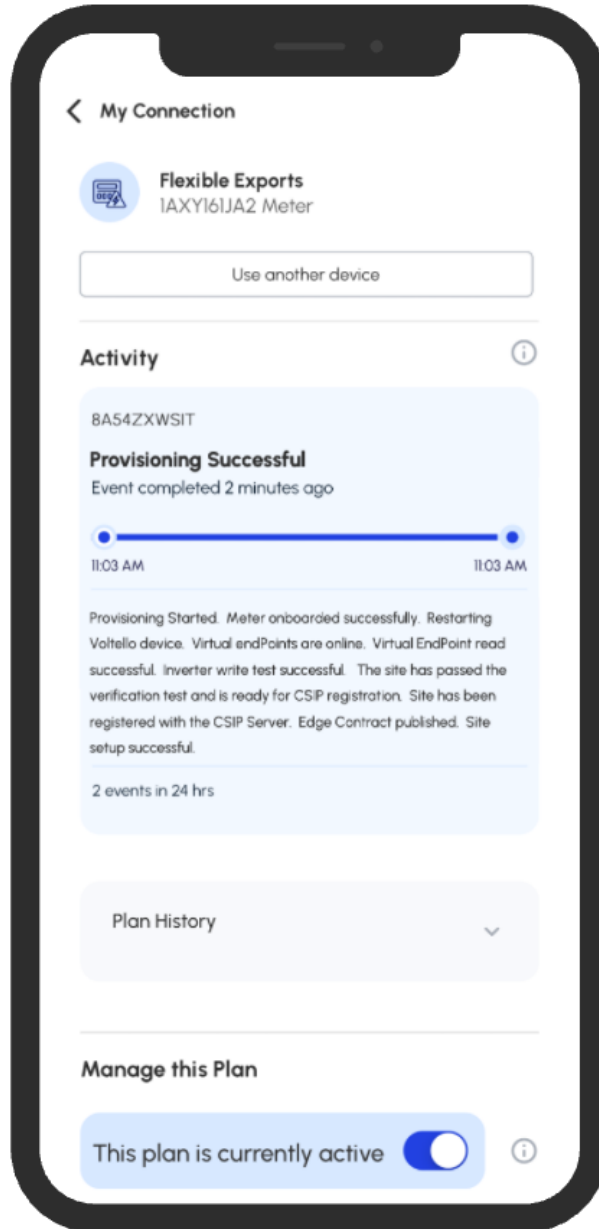 My Connection
Flexible Exports
1AXY161JA2 Meter
Use another device
Activity
8A54ZXWSIT
Provisioning Successful
Event completed 2 minutes ago
11:03 AM
11:03 AM
Provisioning Started. Meter onboarded successfully. Restarting
Voltello device. Virtual endPoints are online. Virtual EndPoint read
successful. Inverter write test successful. The site has passed the
verification test and is ready for CSIP registration. Site has been
registered with the CSIP Server. Edge Contract published. Site
setup successful.
2 events in 24 hrs
Plan History
Manage this Plan
This plan is currently active